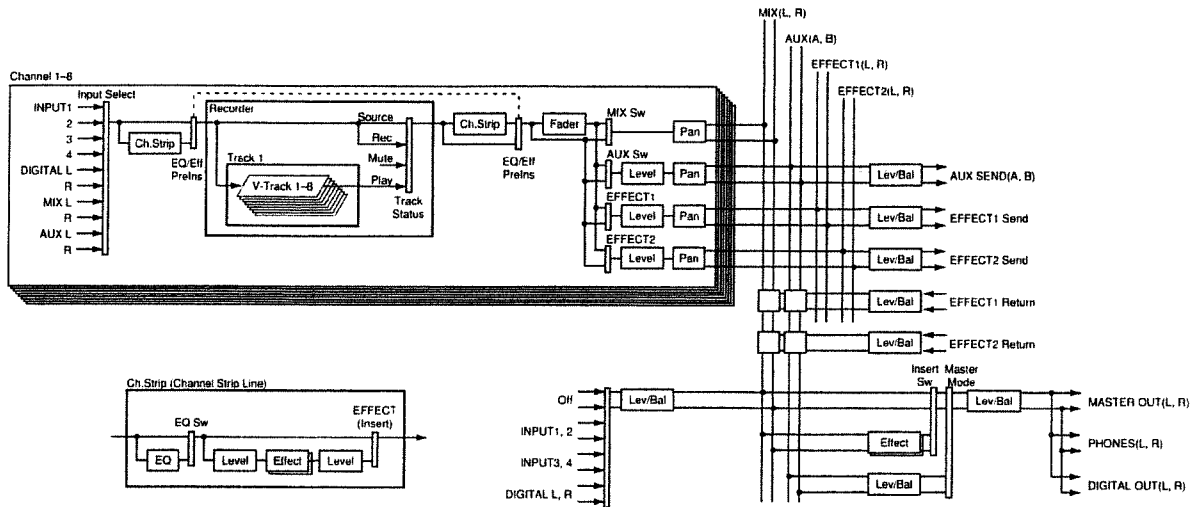 MIX(L, R)
AUX(A, B)
EFFECT1(L, R)
EFFECT2(L, R)
Channel 1–8
Input Select
INPUT1
2
3
4
DIGITAL L
R
MIX L
R
AUX L
R
Ch.Strip
EQ/Eff
PreIns
Recorder
Source
Rec
Mute
Play
Track 1
V-Track 1–8
Track
Status
Ch.Strip
EQ/Eff
PreIns
Fader
MIX Sw
Pan
AUX Sw
Level
Pan
EFFECT1
Level
Pan
EFFECT2
Level
Pan
Lev/Bal
AUX SEND(A, B)
Lev/Bal
EFFECT1 Send
Lev/Bal
EFFECT2 Send
Lev/Bal
EFFECT1 Return
Lev/Bal
EFFECT2 Return
Ch.Strip (Channel Strip Line)
EQ Sw
EFFECT
(Insert)
EQ
Level
Effect
Level
Off
INPUT1, 2
INPUT3, 4
DIGITAL L, R
Lev/Bal
Insert
Sw
Master
Mode
Effect
Lev/Bal
Lev/Bal
MASTER OUT(L, R)
PHONES(L, R)
DIGITAL OUT(L, R)